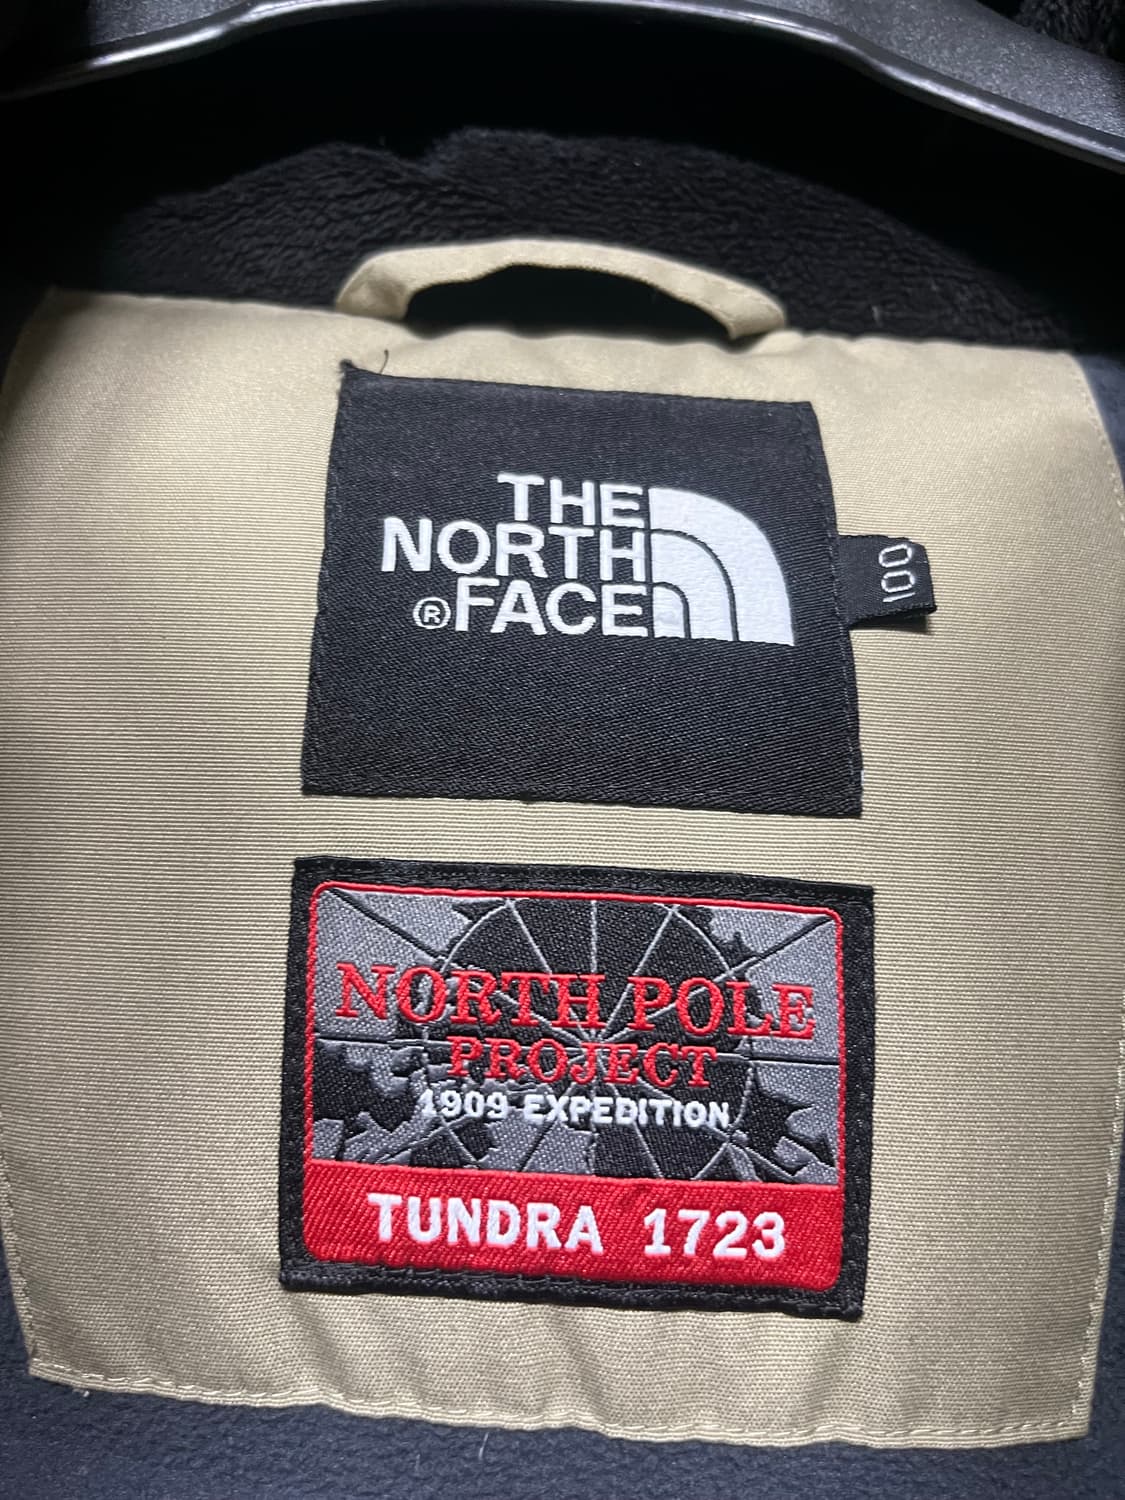 THE
NORTH
®FACE
100
NORTH POLE
PROJECT
1909 EXPEDITION
TUNDRA 1723